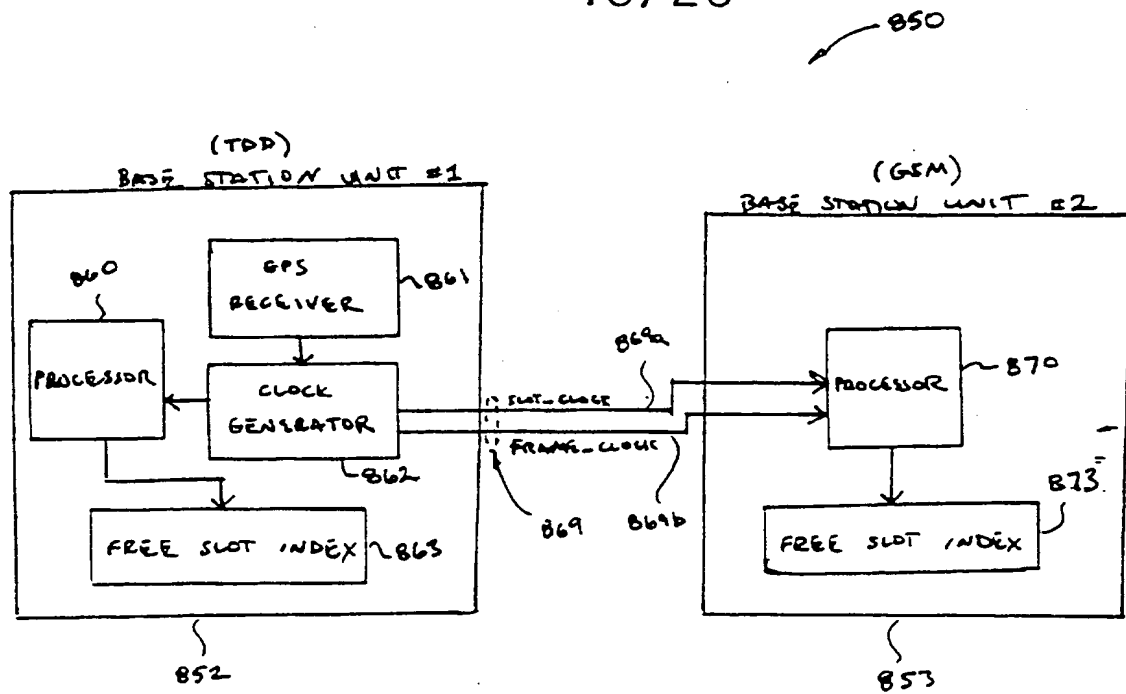 850
(TDD)
BASE STATION UNIT #1
(GSM)
BASE STATION UNIT #2
860
GPS
RECEIVER
861
PROCESSOR
CLOCK
GENERATOR
862
869a
SLOT_CLOCK
FRAME_CLOCK
869
869b
PROCESSOR
870
FREE SLOT INDEX
863
FREE SLOT INDEX
873
852
853